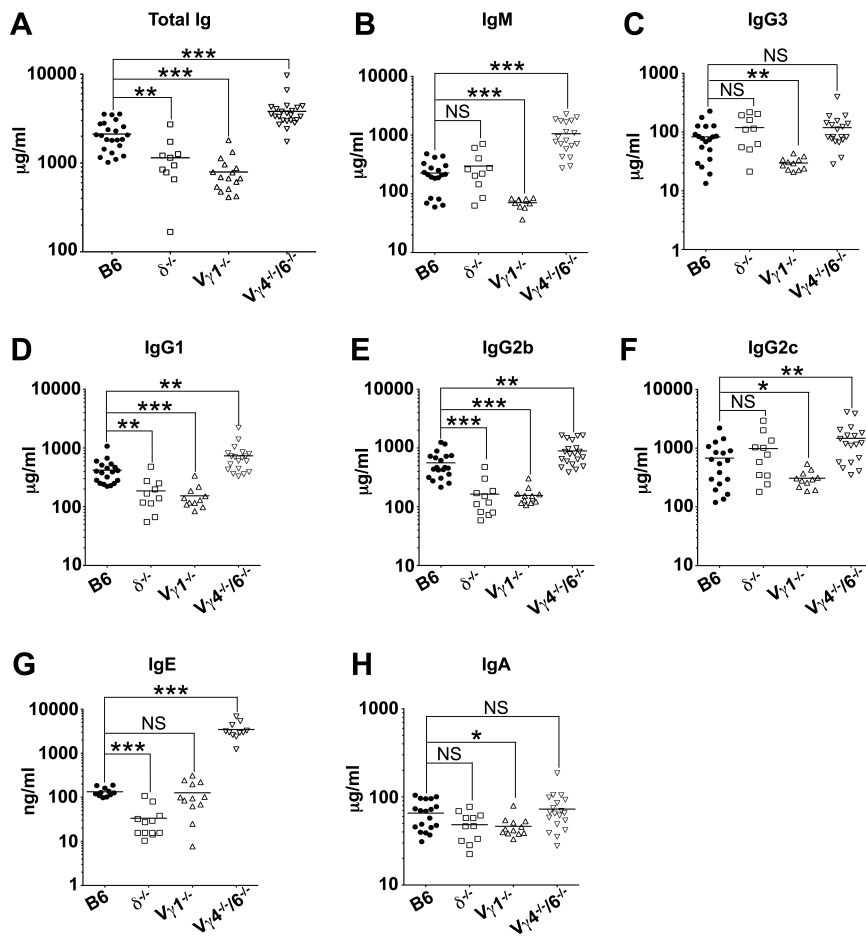 A Total Ig
***
***
**
10000
1000
100
µg/ml
B6 δ-/- Vγ1-/- Vγ4-/-/6-/-
B IgM
***
***
NS
10000
1000
100
10
µg/ml
B6 δ-/- Vγ1-/- Vγ4-/-/6-/-
C IgG3
NS
**
NS
1000
100
10
1
µg/ml
B6 δ-/- Vγ1-/- Vγ4-/-/6-/-
D IgG1
**
***
**
10000
1000
100
10
µg/ml
B6 δ-/- Vγ1-/- Vγ4-/-/6-/-
E IgG2b
**
***
***
10000
1000
100
10
µg/ml
B6 δ-/- Vγ1-/- Vγ4-/-/6-/-
F IgG2c
**
*
NS
10000
1000
100
10
µg/ml
B6 δ-/- Vγ1-/- Vγ4-/-/6-/-
G IgE
***
NS
***
10000
1000
100
10
1
ng/ml
B6 δ-/- Vγ1-/- Vγ4-/-/6-/-
H IgA
NS
*
NS
1000
100
10
µg/ml
B6 δ-/- Vγ1-/- Vγ4-/-/6-/-